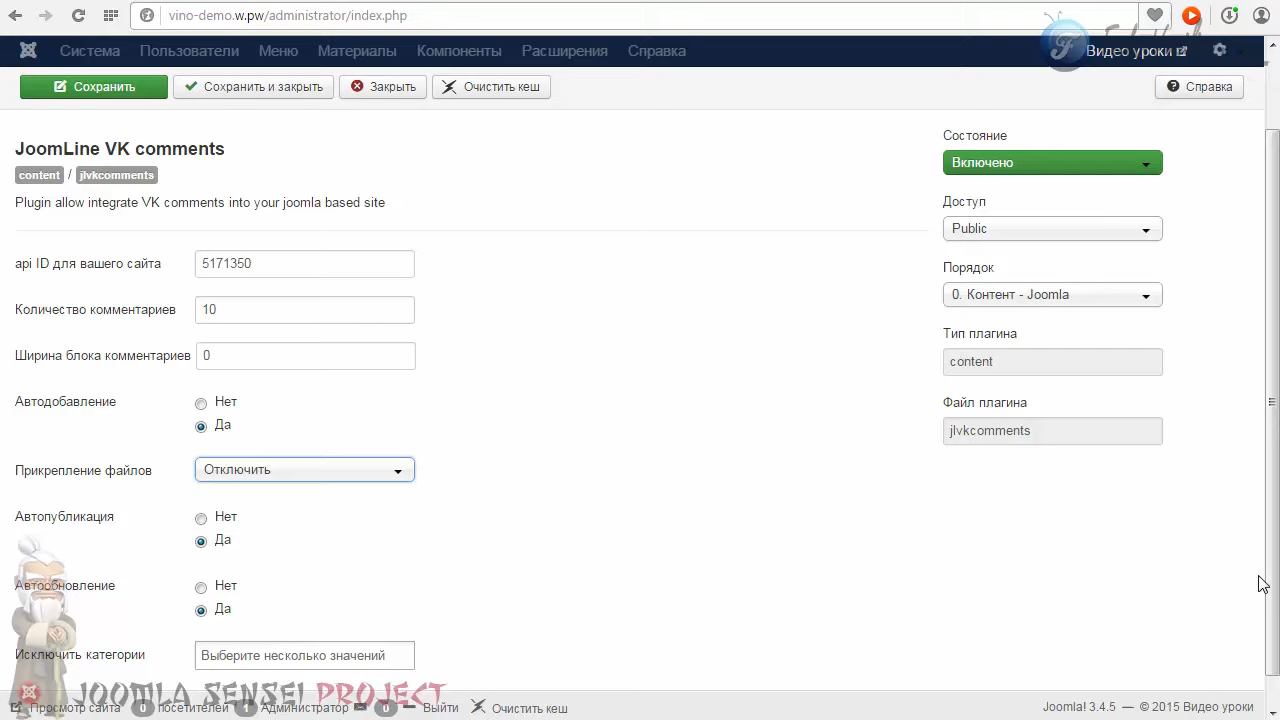 vino-demo.w.pw/administrator/index.php
Система Пользователи Меню Материалы Компоненты Расширения Справка Видео уроки
Сохранить Сохранить и закрыть Закрыть Очистить кеш Справка
JoomLine VK comments
content / jlvkcomments
Plugin allow integrate VK comments into your joomla based site
api ID для вашего сайта 5171350
Количество комментариев 10
Ширина блока комментариев 0
Автодобавление Нет
Да
Прикрепление файлов Отключить
Автопубликация Нет
Да
Автообновление Нет
Да
Исключить категории Выберите несколько значений
Состояние
Включено
Доступ
Public
Порядок
0. Контент - Joomla
Тип плагина
content
Файл плагина
jlvkcomments
JOOMLA SENSEI PROJECT
Просмотр сайта 0 посетителей 1 Администратор 0 Выйти Очистить кеш Joomla! 3.4.5 — © 2015 Видео уроки